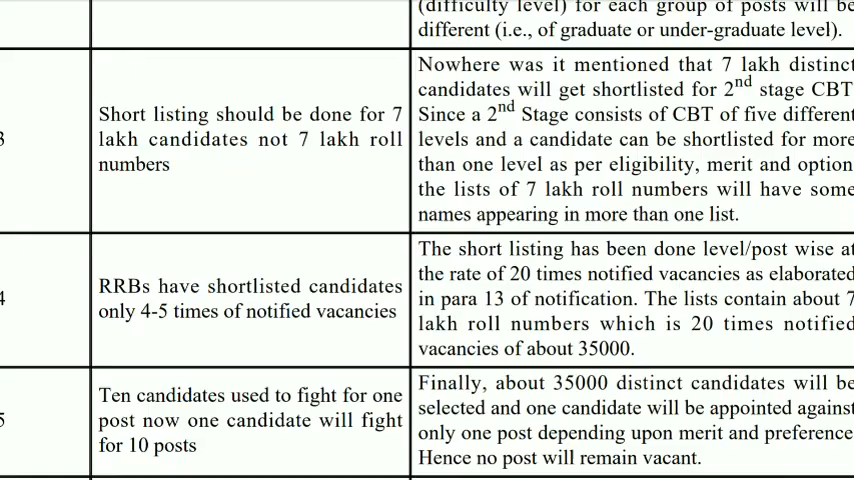 (difficulty level) for each group of posts will be
different (i.e., of graduate or under-graduate level).
3
Short listing should be done for 7
lakh candidates not 7 lakh roll
numbers
Nowhere was it mentioned that 7 lakh distinct
candidates will get shortlisted for 2nd stage CBT
Since a 2nd Stage consists of CBT of five different
levels and a candidate can be shortlisted for more
than one level as per eligibility, merit and option
the lists of 7 lakh roll numbers will have some
names appearing in more than one list.
4
RRBs have shortlisted candidates
only 4-5 times of notified vacancies
The short listing has been done level/post wise at
the rate of 20 times notified vacancies as elaborated
in para 13 of notification. The lists contain about 7
lakh roll numbers which is 20 times notified
vacancies of about 35000.
5
Ten candidates used to fight for one
post now one candidate will fight
for 10 posts
Finally, about 35000 distinct candidates will be
selected and one candidate will be appointed against
only one post depending upon merit and preference
Hence no post will remain vacant.